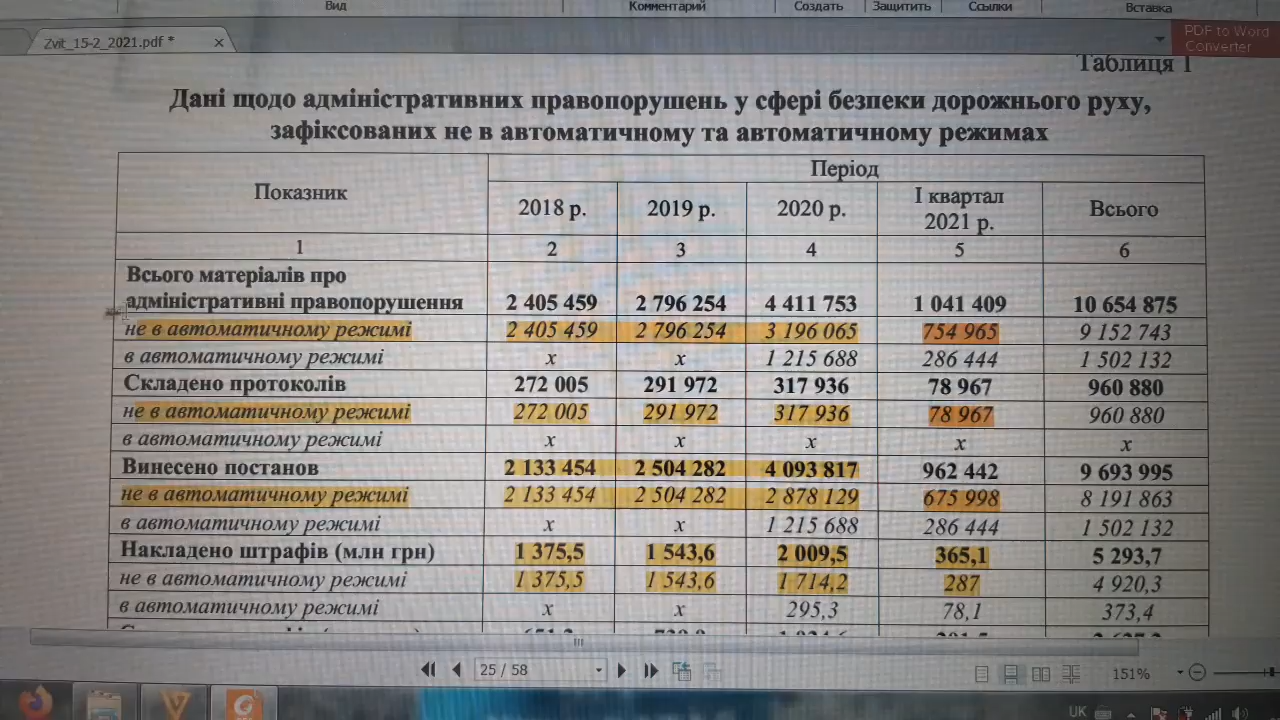 Вид Комментарий Создать Защитить Ссылки Вставка
Zvit_15-2_2021.pdf * ×
PDF to Word
Converter
Таблиця 1
Дані щодо адміністративних правопорушень у сфері безпеки дорожнього руху,
зафіксованих не в автоматичному та автоматичному режимах
Показник
Період
2018 р. 2019 р. 2020 р. І квартал 2021 р. Всього
1 2 3 4 5 6
Всього матеріалів про
адміністративні правопорушення 2 405 459 2 796 254 4 411 753 1 041 409 10 654 875
не в автоматичному режимі 2 405 459 2 796 254 3 196 065 754 965 9 152 743
в автоматичному режимі х х 1 215 688 286 444 1 502 132
Складено протоколів 272 005 291 972 317 936 78 967 960 880
не в автоматичному режимі 272 005 291 972 317 936 78 967 960 880
в автоматичному режимі х х х х х
Винесено постанов 2 133 454 2 504 282 4 093 817 962 442 9 693 995
не в автоматичному режимі 2 133 454 2 504 282 2 878 129 675 998 8 191 863
в автоматичному режимі х х 1 215 688 286 444 1 502 132
Накладено штрафів (млн грн) 1 375,5 1 543,6 2 009,5 365,1 5 293,7
не в автоматичному режимі 1 375,5 1 543,6 1 714,2 287 4 920,3
в автоматичному режимі х х 295,3 78,1 373,4
25 / 58 151%
UK